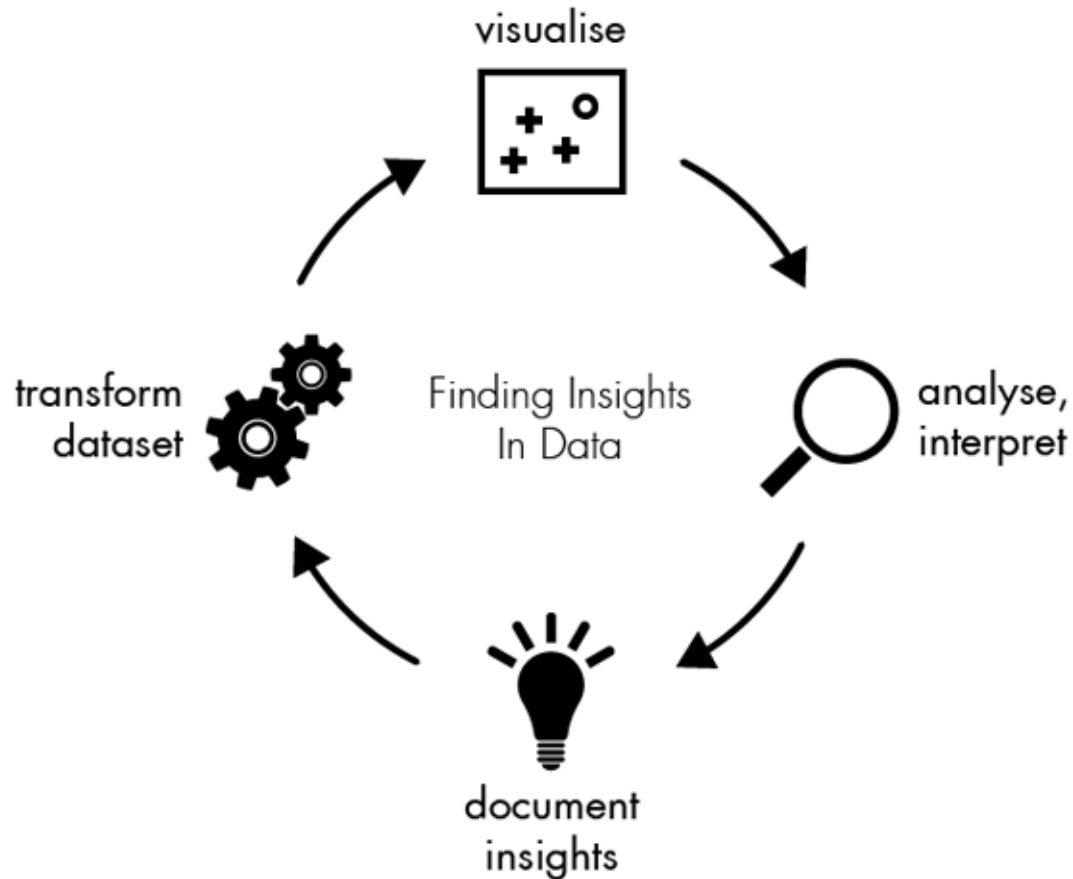 visualise
transform
dataset
Finding Insights
In Data
analyse,
interpret
document
insights